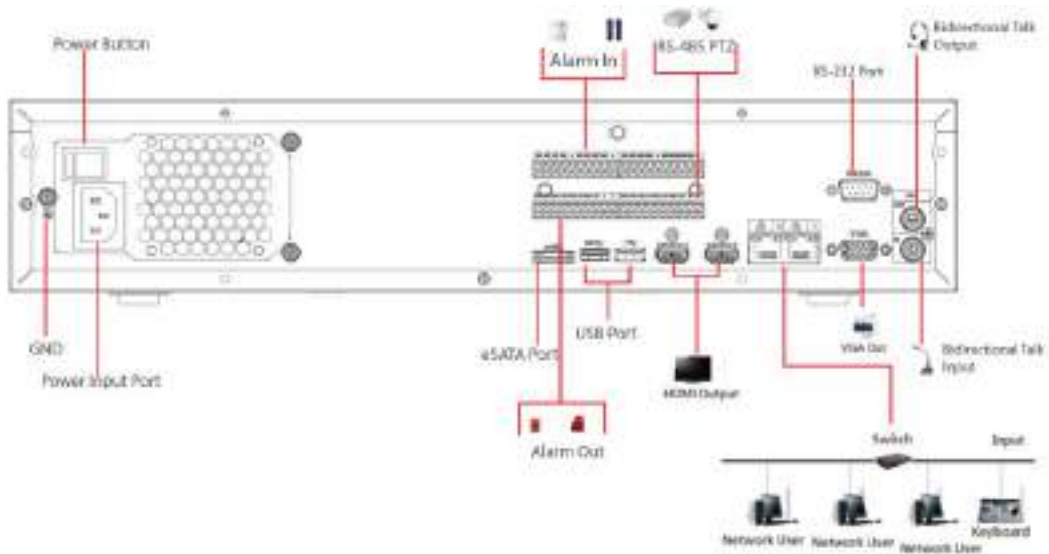 Power Button
Alarm In
RS-485 PTZ
Bidirectional Talk
Output
RS-232 Port
GND
Power Input Port
eSATA Port
USB Port
HDMI Output
VGA Out
Bidirectional Talk
Input
Alarm Out
Switch
Input
Network User
Network User
Network User
Keyboard